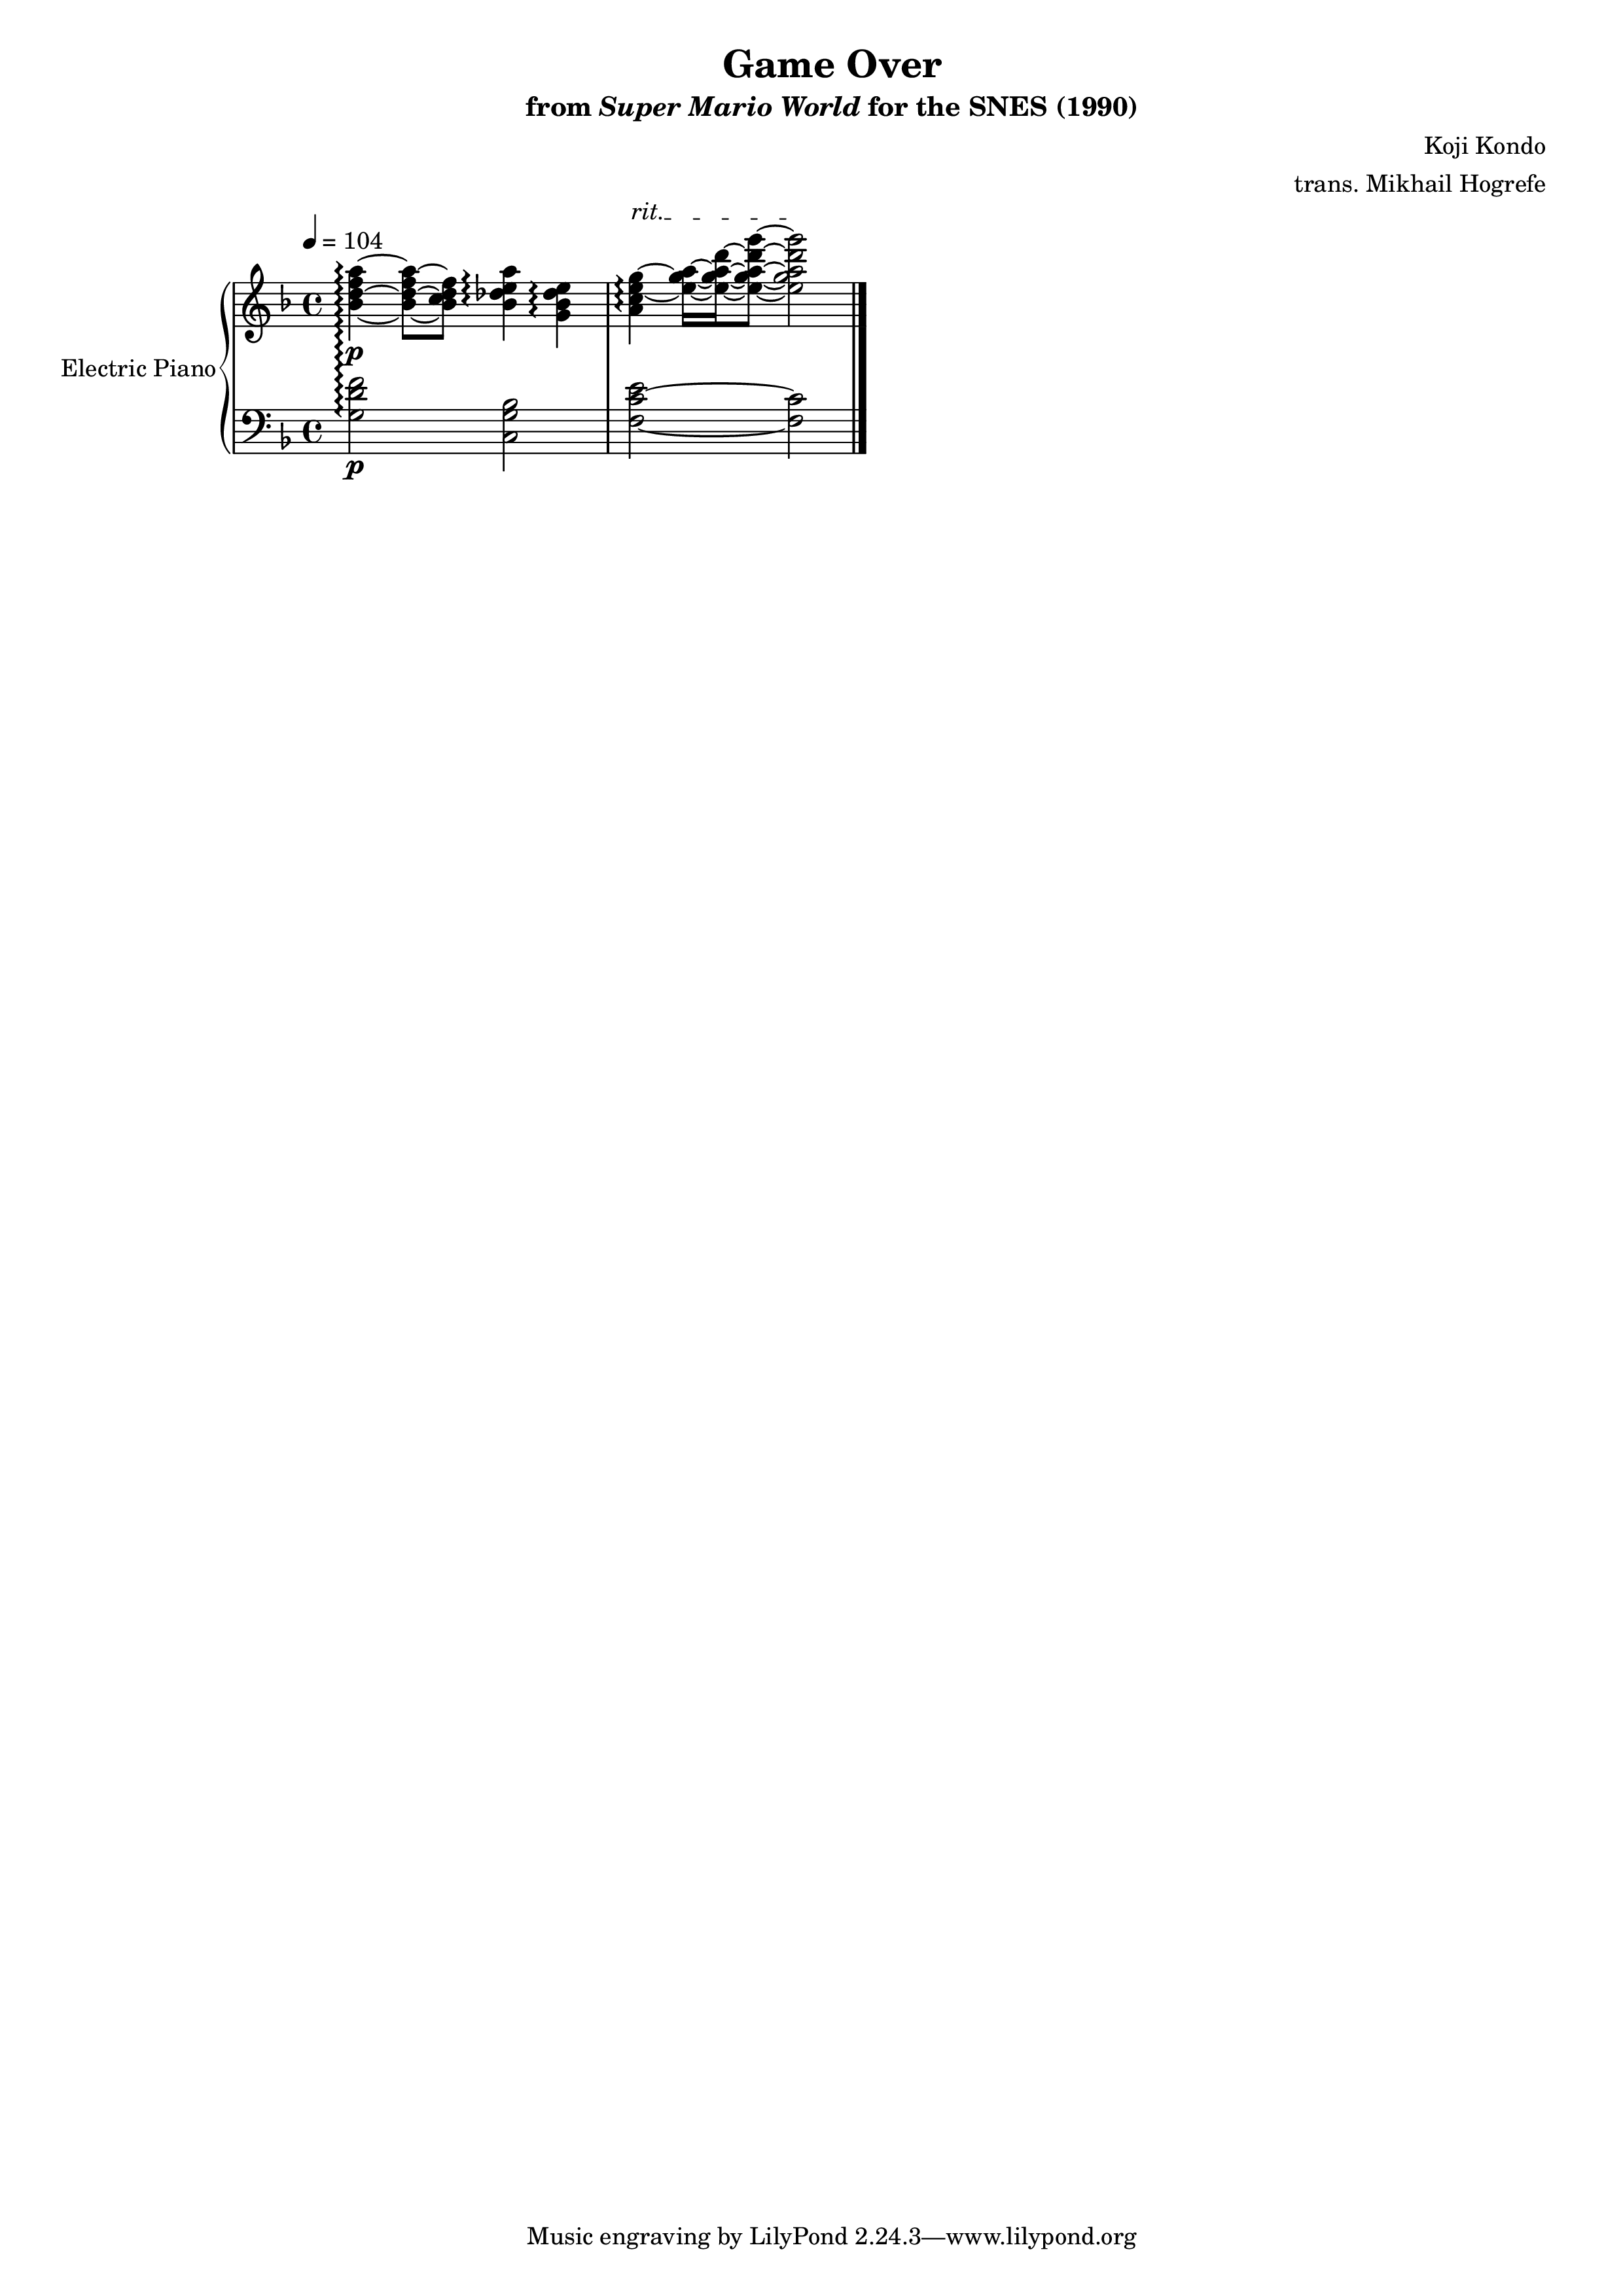 Game Over
from Super Mario World for the SNES (1990)
Koji Kondo
trans. Mikhail Hogrefe
rit.
= 104
p
Electric Piano
p
Music engraving by LilyPond 2.24.3—www.lilypond.org